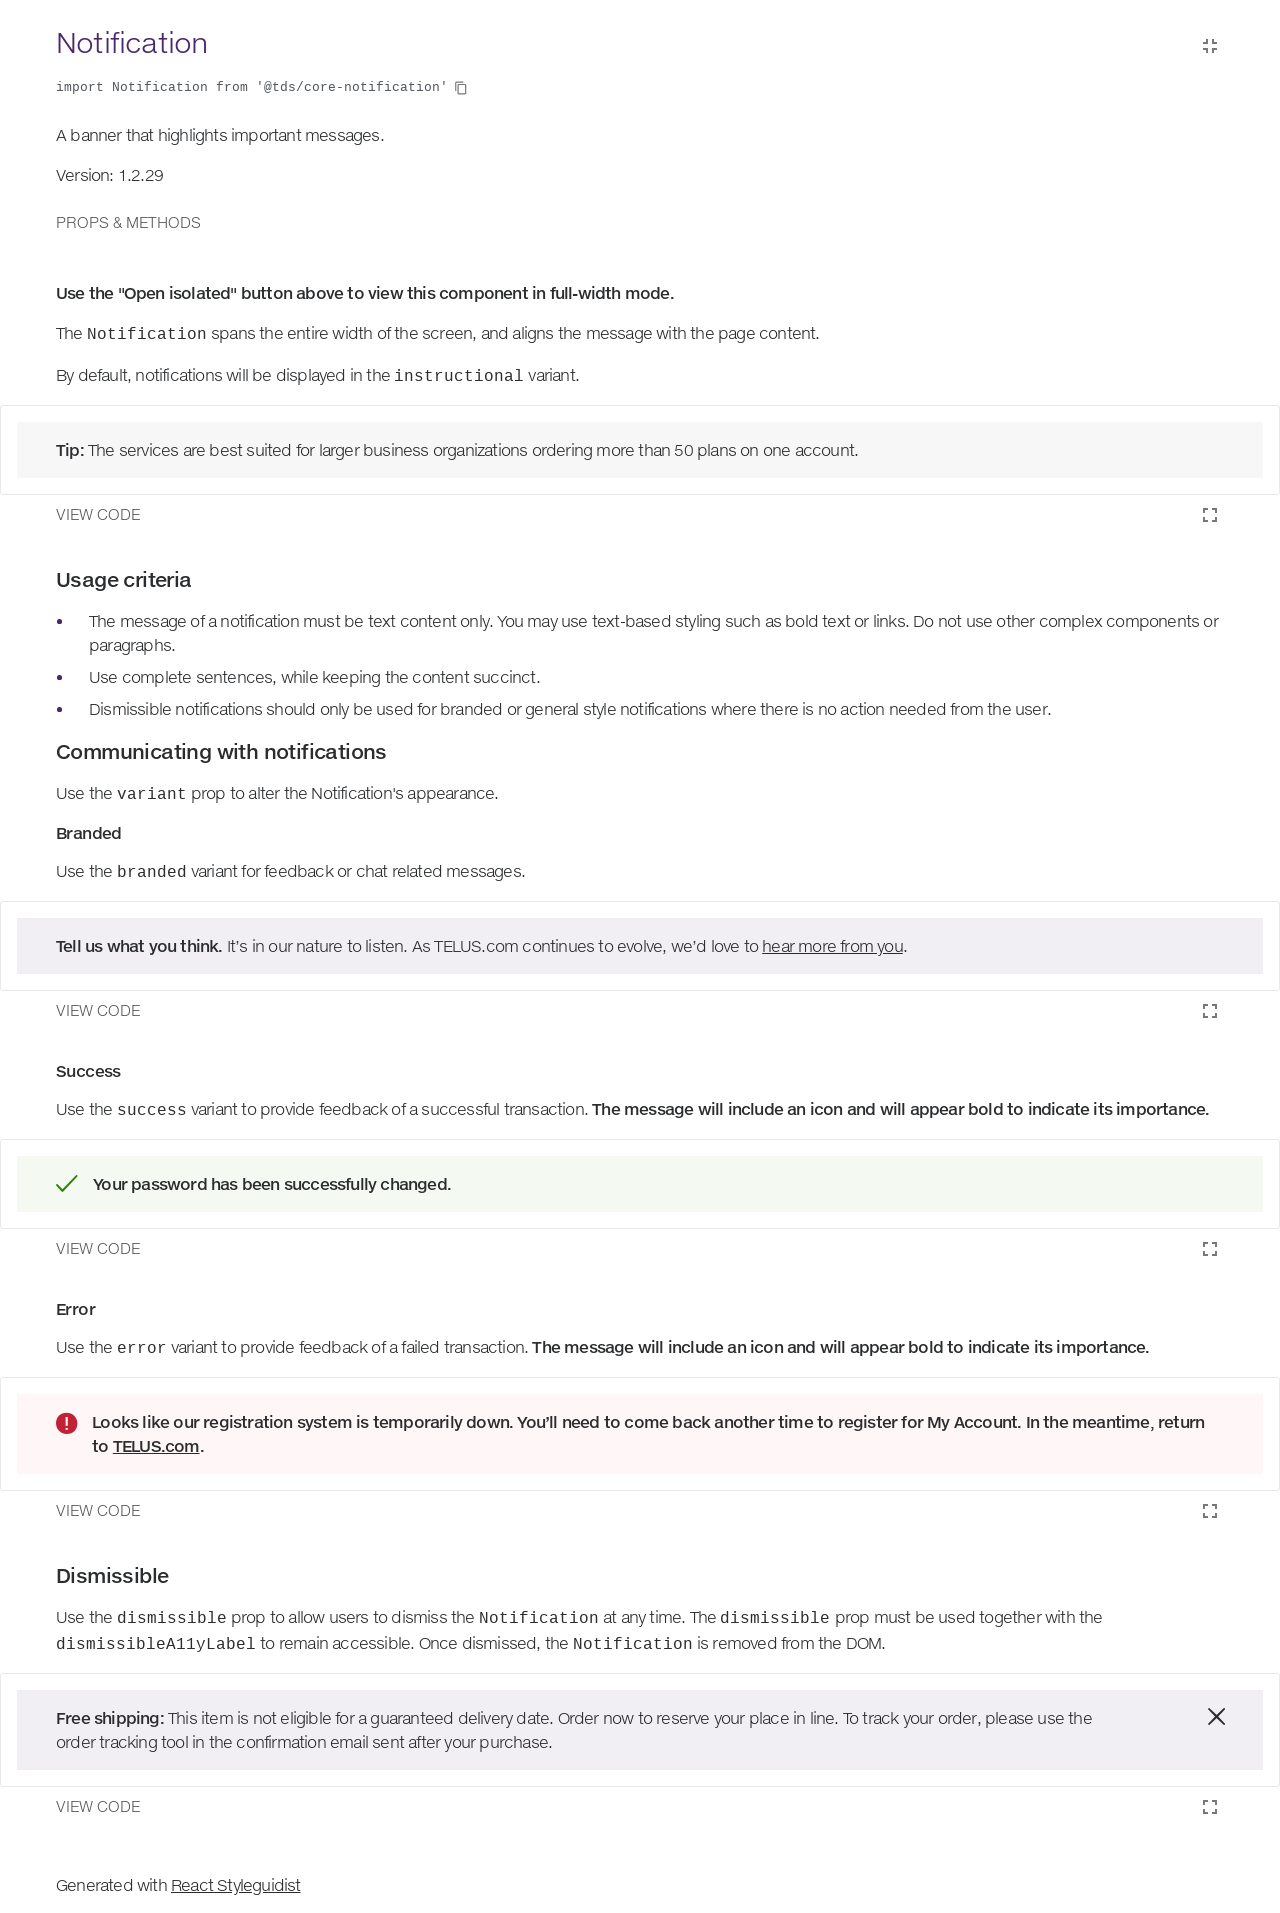 Notification
import Notification from '@tds/core-notification'
A banner that highlights important messages.
Version: 1.2.29
PROPS & METHODS
Use the "Open isolated" button above to view this component in full-width mode.
The Notification spans the entire width of the screen, and aligns the message with the page content.
By default, notifications will be displayed in the instructional variant.
Tip: The services are best suited for larger business organizations ordering more than 50 plans on one account.
VIEW CODE
Usage criteria
• The message of a notification must be text content only. You may use text-based styling such as bold text or links. Do not use other complex components or
paragraphs.
• Use complete sentences, while keeping the content succinct.
• Dismissible notifications should only be used for branded or general style notifications where there is no action needed from the user.
Communicating with notifications
Use the variant prop to alter the Notification's appearance.
Branded
Use the branded variant for feedback or chat related messages.
Tell us what you think. It’s in our nature to listen. As TELUS.com continues to evolve, we’d love to hear more from you.
VIEW CODE
Success
Use the success variant to provide feedback of a successful transaction. The message will include an icon and will appear bold to indicate its importance.
Your password has been successfully changed.
VIEW CODE
Error
Use the error variant to provide feedback of a failed transaction. The message will include an icon and will appear bold to indicate its importance.
Looks like our registration system is temporarily down. You’ll need to come back another time to register for My Account. In the meantime, return
to TELUS.com.
VIEW CODE
Dismissible
Use the dismissible prop to allow users to dismiss the Notification at any time. The dismissible prop must be used together with the
dismissibleA11yLabel to remain accessible. Once dismissed, the Notification is removed from the DOM.
Free shipping: This item is not eligible for a guaranteed delivery date. Order now to reserve your place in line. To track your order, please use the
order tracking tool in the confirmation email sent after your purchase.
VIEW CODE
Generated with React Styleguidist